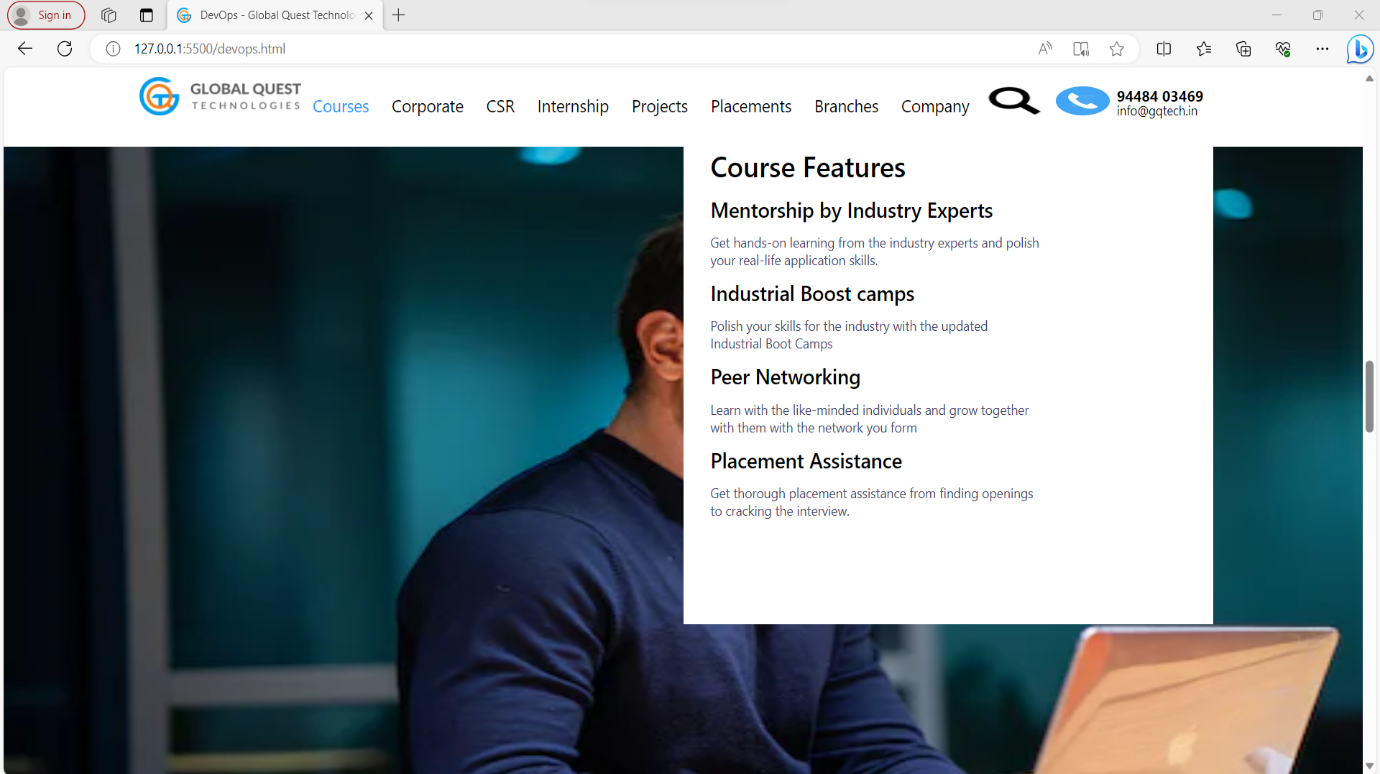 Sign in
DevOps - Global Quest Technolo
127.0.0.1:5500/devops.html
GLOBAL QUEST
TECHNOLOGIES
Courses Corporate CSR Internship Projects Placements Branches Company
94484 03469
info@gqtech.in
Course Features
Mentorship by Industry Experts
Get hands-on learning from the industry experts and polish
your real-life application skills.
Industrial Boost camps
Polish your skills for the industry with the updated
Industrial Boot Camps
Peer Networking
Learn with the like-minded individuals and grow together
with them with the network you form
Placement Assistance
Get thorough placement assistance from finding openings
to cracking the interview.